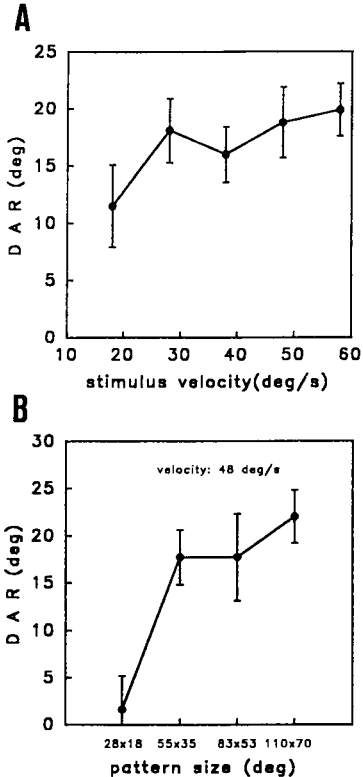 A
25
20
15
10
5
0
D A R (deg)
10 20 30 40 50 60
stimulus velocity(deg/s)
B
30
velocity: 48 deg/s
25
20
15
10
5
0
D A R (deg)
28x18 55x35 83x53 110x70
pattern size (deg)